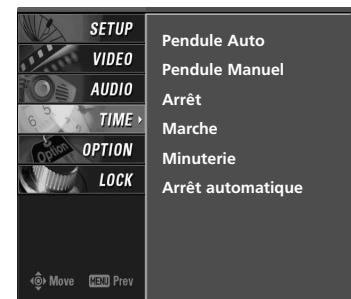 SETUP
VIDEO
AUDIO
TIME
OPTION
LOCK
Move MENU Prev
Pendule Auto
Pendule Manuel
Arrêt
Marche
Minuterie
Arrêt automatique